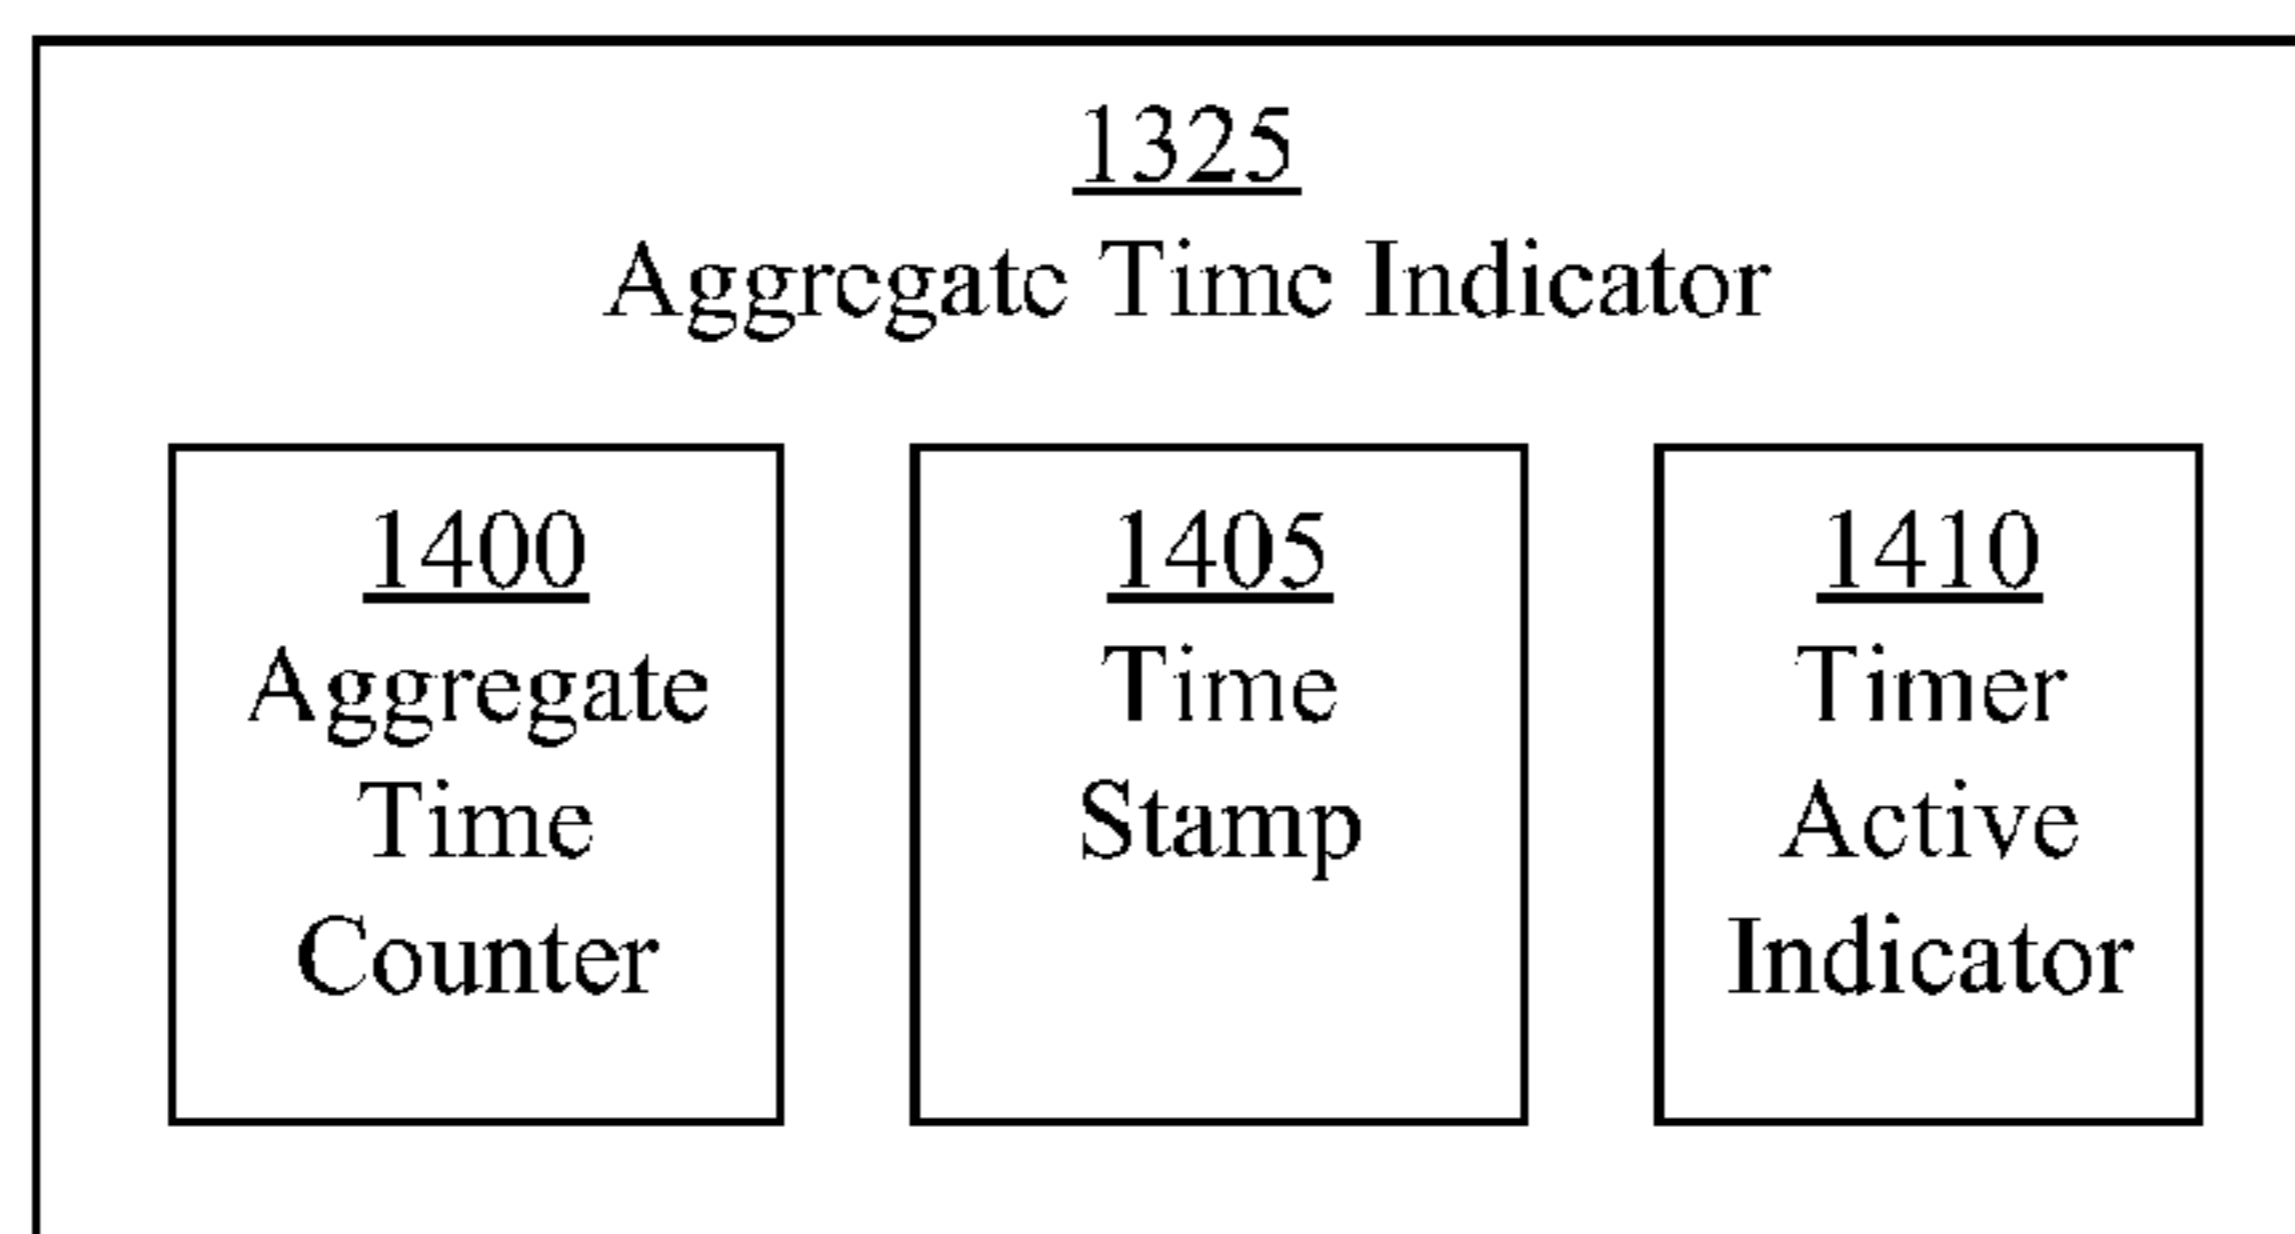 1325
Aggregate Time Indicator
1400
Aggregate
Time
Counter
1405
Time
Stamp
1410
Timer
Active
Indicator